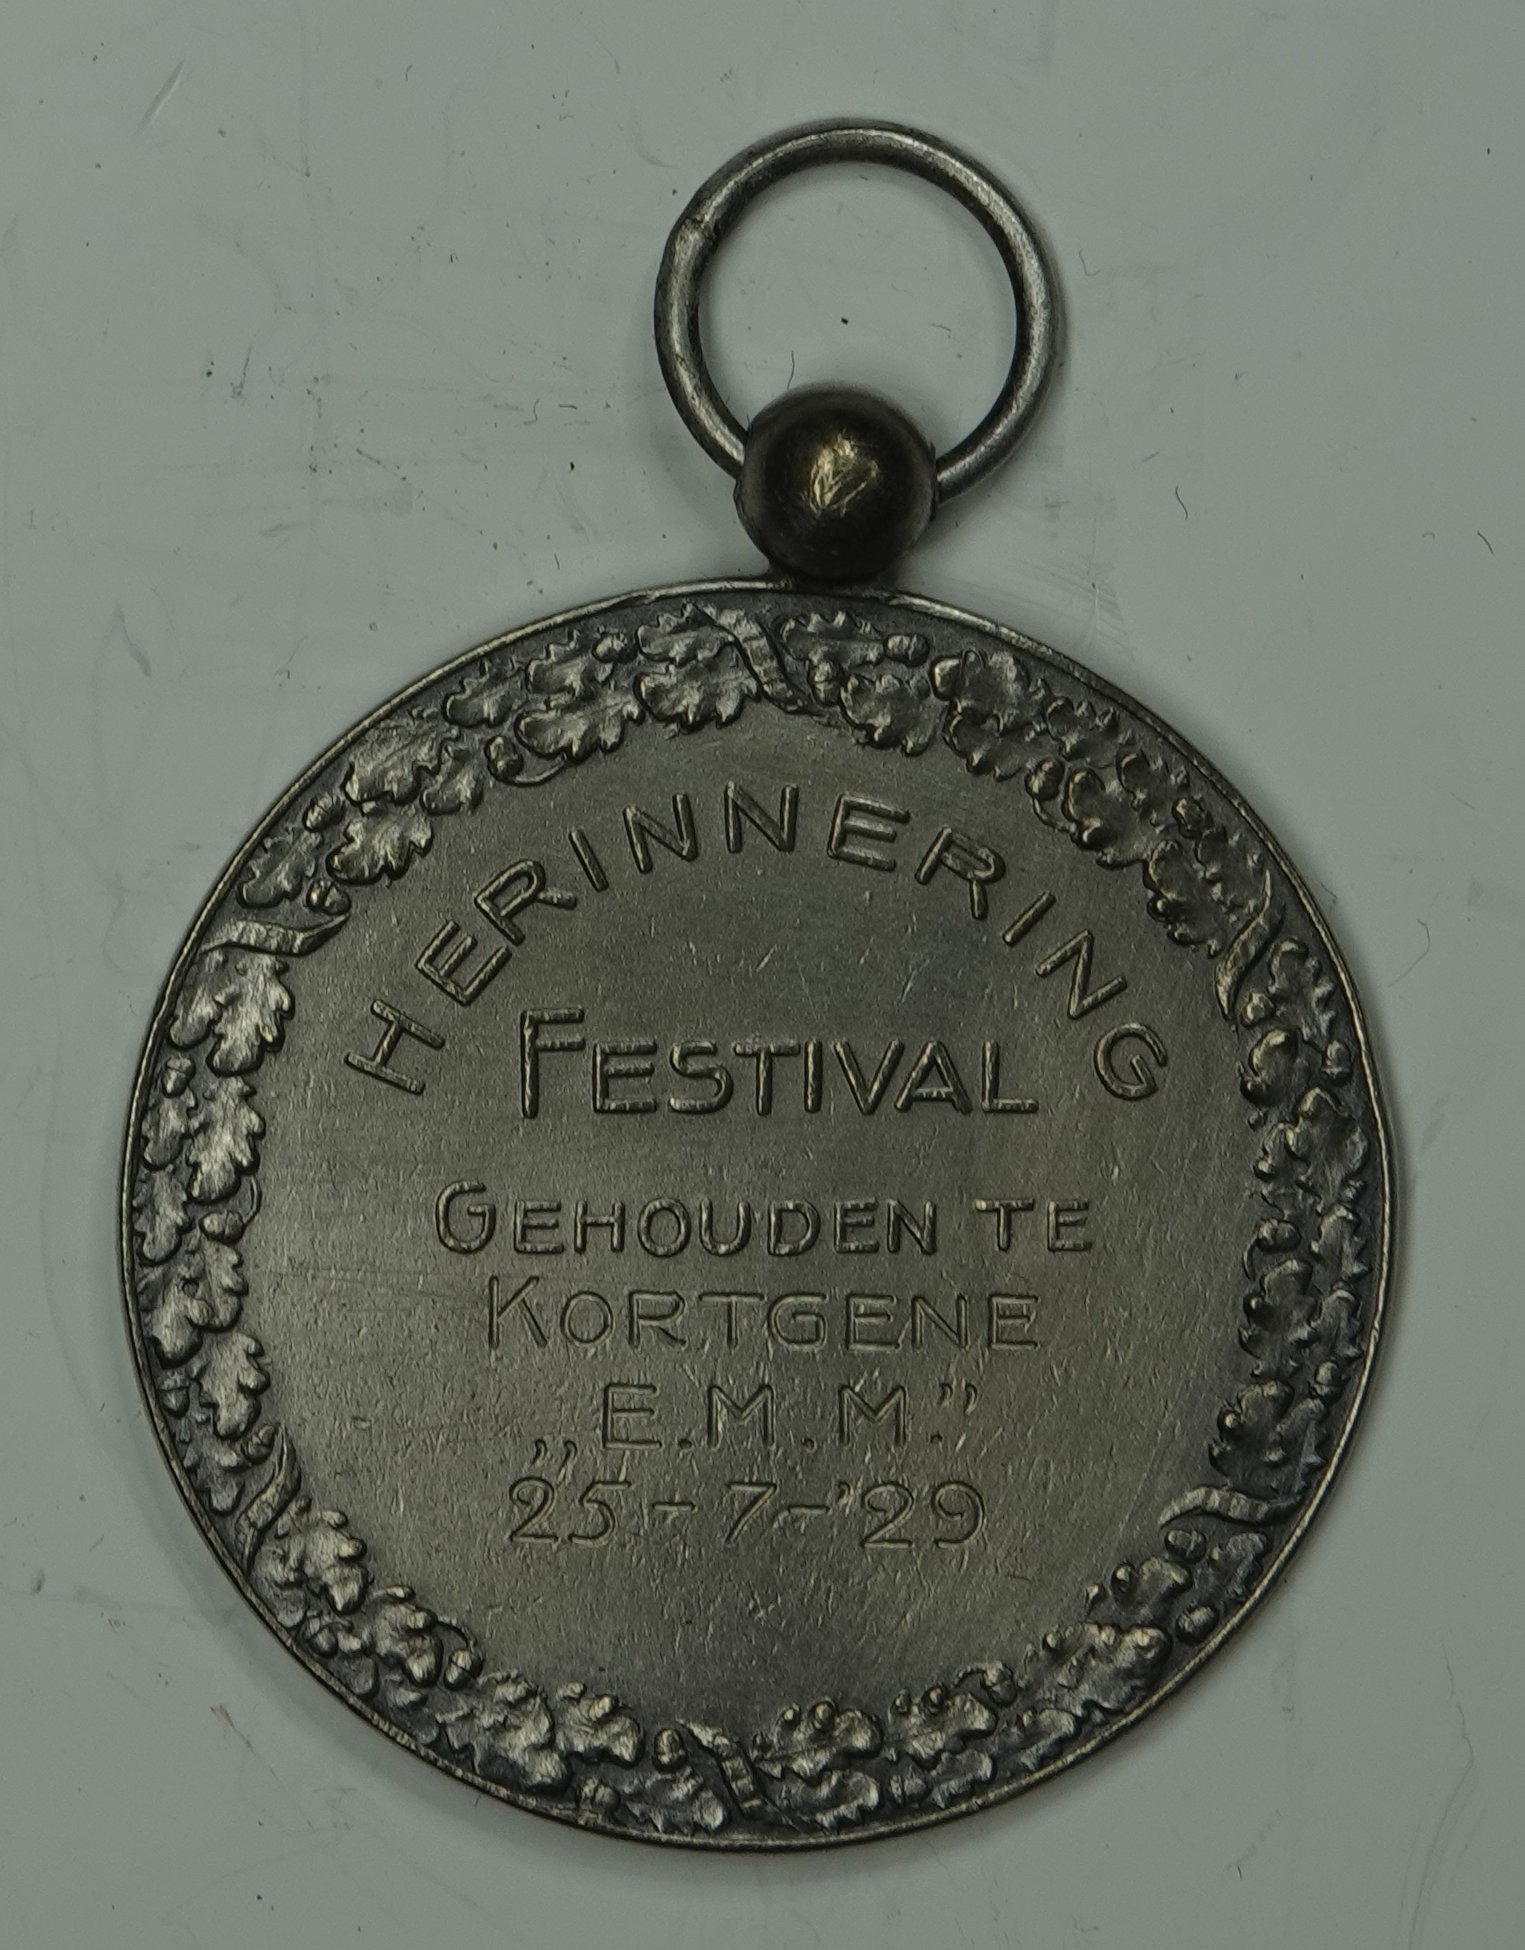 HERINNERING
FESTIVAL
GEHOUDEN TE
KORTGENE
„E.M.M.”
25-7-'29